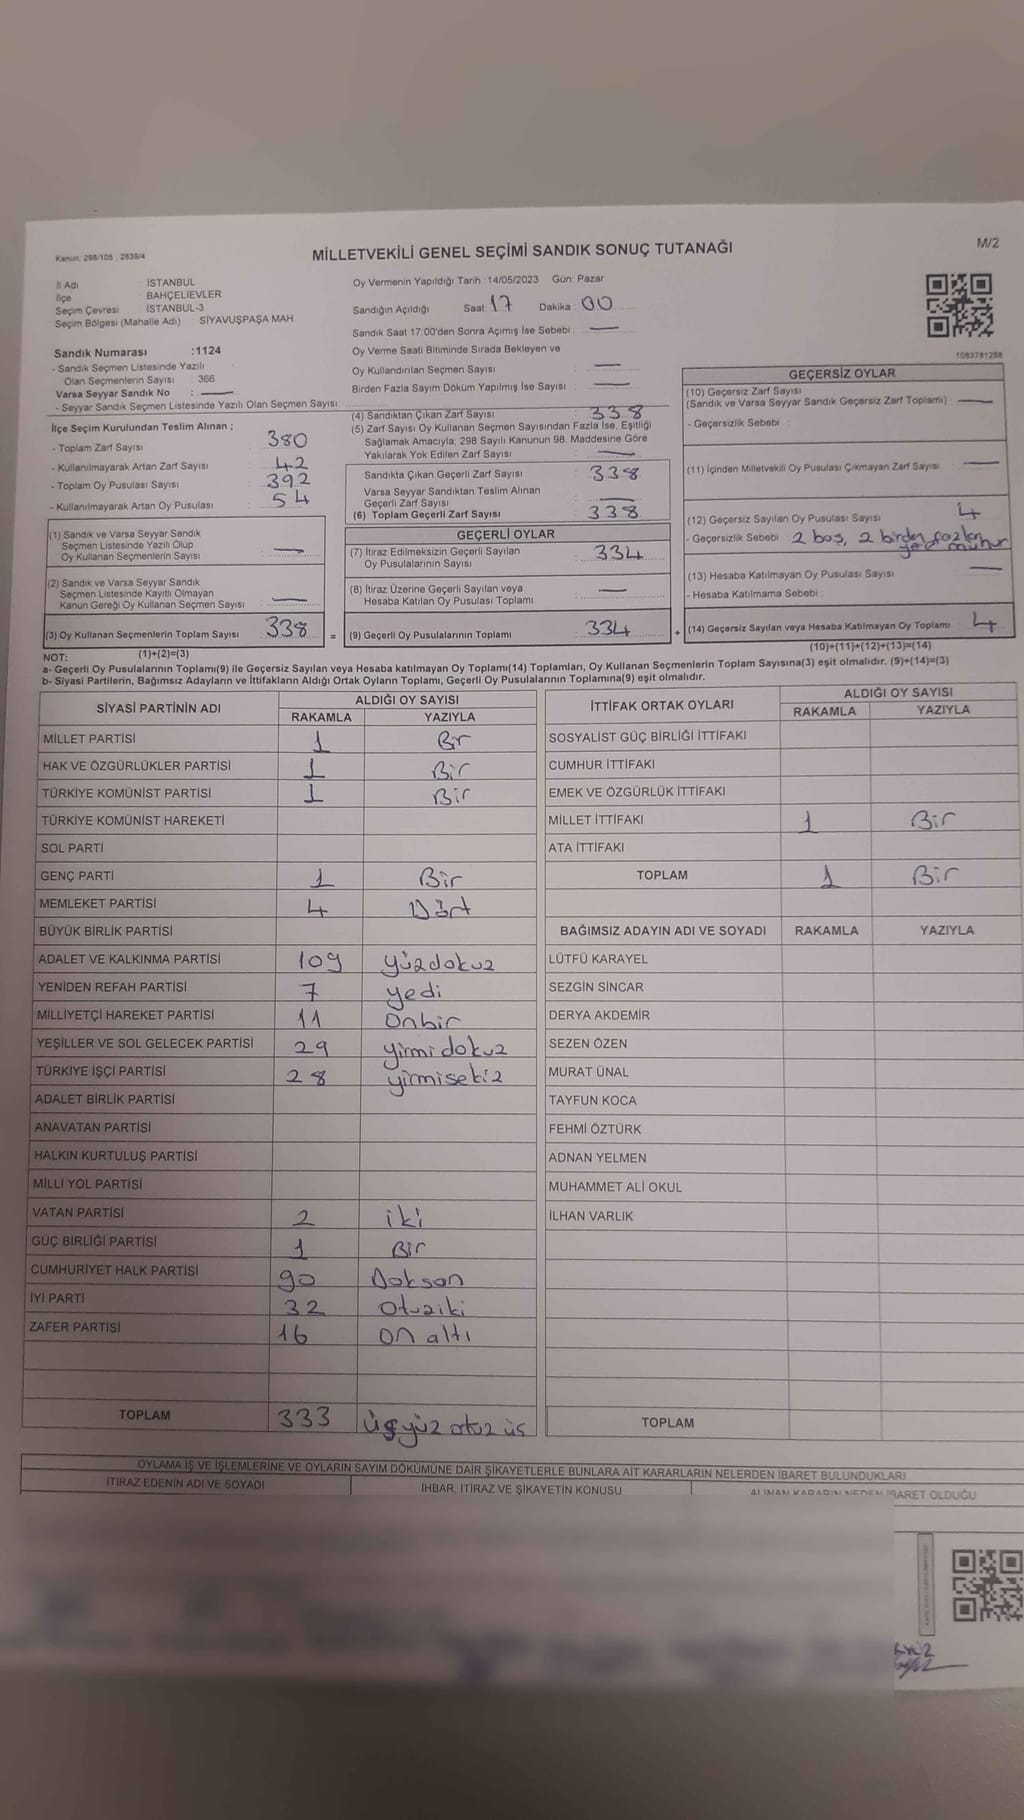 Kanun: 298/105 , 2839/4
MİLLETVEKİLİ GENEL SEÇİMİ SANDIK SONUÇ TUTANAĞI
M/2
İl Adı : İSTANBUL
İlçe : BAHÇELİEVLER
Seçim Çevresi : İSTANBUL-3
Seçim Bölgesi (Mahalle Adı) : SİYAVUŞPAŞA MAH.
Oy Vermenin Yapıldığı Tarih : 14/05/2023 Gün: Pazar
Sandığın Açıldığı Saat: 17 Dakika : 00
Sandık Saat 17:00'den Sonra Açımış İse Sebebi : —
Oy Verme Saati Bitiminde Sırada Bekleyen ve
Oy Kullandırılan Seçmen Sayısı : —
Birden Fazla Sayım Döküm Yapılmış İse Sayısı : —
1083781288
Sandık Numarası :1124
- Sandık Seçmen Listesinde Yazılı
Olan Seçmenlerin Sayısı : 366
Varsa Seyyar Sandık No : —
- Seyyar Sandık Seçmen Listesinde Yazılı Olan Seçmen Sayısı :
İlçe Seçim Kurulundan Teslim Alınan ;
- Toplam Zarf Sayısı : 380
- Kullanılmayarak Artan Zarf Sayısı : 42
- Toplam Oy Pusulası Sayısı : 392
- Kullanılmayarak Artan Oy Pusulası : 54
(1) Sandık ve Varsa Seyyar Sandık
Seçmen Listesinde Yazılı Olup
Oy Kullanan Seçmenlerin Sayısı : —
(2) Sandık ve Varsa Seyyar Sandık
Seçmen Listesinde Kayıtlı Olmayan
Kanun Gereği Oy Kullanan Seçmen Sayısı : —
(3) Oy Kullanan Seçmenlerin Toplam Sayısı : 338
(1)+(2)=(3)
(4) Sandıktan Çıkan Zarf Sayısı : 338
(5) Zarf Sayısı Oy Kullanan Seçmen Sayısından Fazla İse, Eşitliği
Sağlamak Amacıyla; 298 Sayılı Kanunun 98. Maddesine Göre
Yakılarak Yok Edilen Zarf Sayısı : —
Sandıkta Çıkan Geçerli Zarf Sayısı : 338
Varsa Seyyar Sandıktan Teslim Alınan
Geçerli Zarf Sayısı : —
(6) Toplam Geçerli Zarf Sayısı : 338
GEÇERLİ OYLAR
(7) İtiraz Edilmeksizin Geçerli Sayılan
Oy Pusulalarının Sayısı : 334
(8) İtiraz Üzerine Geçerli Sayılan veya
Hesaba Katılan Oy Pusulası Toplamı : —
= (9) Geçerli Oy Pusulalarının Toplamı : 334
GEÇERSİZ OYLAR
(10) Geçersiz Zarf Sayısı
(Sandık ve Varsa Seyyar Sandık Geçersiz Zarf Toplamı) : —
- Geçersizlik Sebebi :
(11) İçinden Milletvekili Oy Pusulası Çıkmayan Zarf Sayısı : —
(12) Geçersiz Sayılan Oy Pusulası Sayısı : 4
- Geçersizlik Sebebi : 2 boş, 2 birden fazla
mühür
(13) Hesaba Katılmayan Oy Pusulası Sayısı : —
- Hesaba Katılmama Sebebi :
+ (14) Geçersiz Sayılan veya Hesaba Katılmayan Oy Toplamı : 4
(10)+(11)+(12)+(13)=(14)
NOT:
a- Geçerli Oy Pusulalarının Toplamı(9) ile Geçersiz Sayılan veya Hesaba katılmayan Oy Toplamı(14) Toplamları, Oy Kullanan Seçmenlerin Toplam Sayısına(3) eşit olmalıdır. (9)+(14)=(3)
b- Siyasi Partilerin, Bağımsız Adayların ve İttifakların Aldığı Ortak Oyların Toplamı, Geçerli Oy Pusulalarının Toplamına(9) eşit olmalıdır.
SİYASİ PARTİNİN ADI ALDIĞI OY SAYISI
RAKAMLA YAZIYLA
MİLLET PARTİSİ 1 Bir
HAK VE ÖZGÜRLÜKLER PARTİSİ 1 Bir
TÜRKİYE KOMÜNİST PARTİSİ 1 Bir
TÜRKİYE KOMÜNİST HAREKETİ
SOL PARTİ
GENÇ PARTİ 1 Bir
MEMLEKET PARTİSİ 4 Dört
BÜYÜK BİRLİK PARTİSİ
ADALET VE KALKINMA PARTİSİ 109 yüzdokuz
YENİDEN REFAH PARTİSİ 7 yedi
MİLLİYETÇİ HAREKET PARTİSİ 11 Onbir
YEŞİLLER VE SOL GELECEK PARTİSİ 29 yirmi dokuz
TÜRKİYE İŞÇİ PARTİSİ 28 yirmisekiz
ADALET BİRLİK PARTİSİ
ANAVATAN PARTİSİ
HALKIN KURTULUŞ PARTİSİ
MİLLİ YOL PARTİSİ
VATAN PARTİSİ 2 iki
GÜÇ BİRLİĞİ PARTİSİ 1 Bir
CUMHURİYET HALK PARTİSİ 90 Doksan
İYİ PARTİ 32 Otuziki
ZAFER PARTİSİ 16 on altı
TOPLAM 333 üçyüz otuz üç
İTTİFAK ORTAK OYLARI ALDIĞI OY SAYISI
RAKAMLA YAZIYLA
SOSYALİST GÜÇ BİRLİĞİ İTTİFAKI
CUMHUR İTTİFAKI
EMEK VE ÖZGÜRLÜK İTTİFAKI
MİLLET İTTİFAKI 1 Bir
ATA İTTİFAKI
TOPLAM 1 Bir
BAĞIMSIZ ADAYIN ADI VE SOYADI RAKAMLA YAZIYLA
LÜTFÜ KARAYEL
SEZGİN SİNCAR
DERYA AKDEMİR
SEZEN ÖZEN
MURAT ÜNAL
TAYFUN KOCA
FEHMİ ÖZTÜRK
ADNAN YELMEN
MUHAMMET ALİ OKUL
İLHAN VARLIK
TOPLAM
OYLAMA İŞ VE İŞLEMLERİNE VE OYLARIN SAYIM DÖKÜMÜNE DAİR ŞİKAYETLERLE BUNLARA AİT KARARLARIN NELERDEN İBARET BULUNDUKLARI
İTİRAZ EDENİN ADI VE SOYADI İHBAR, İTİRAZ VE ŞİKAYETİN KONUSU ALINAN KARARIN NEDEN İBARET OLDUĞU